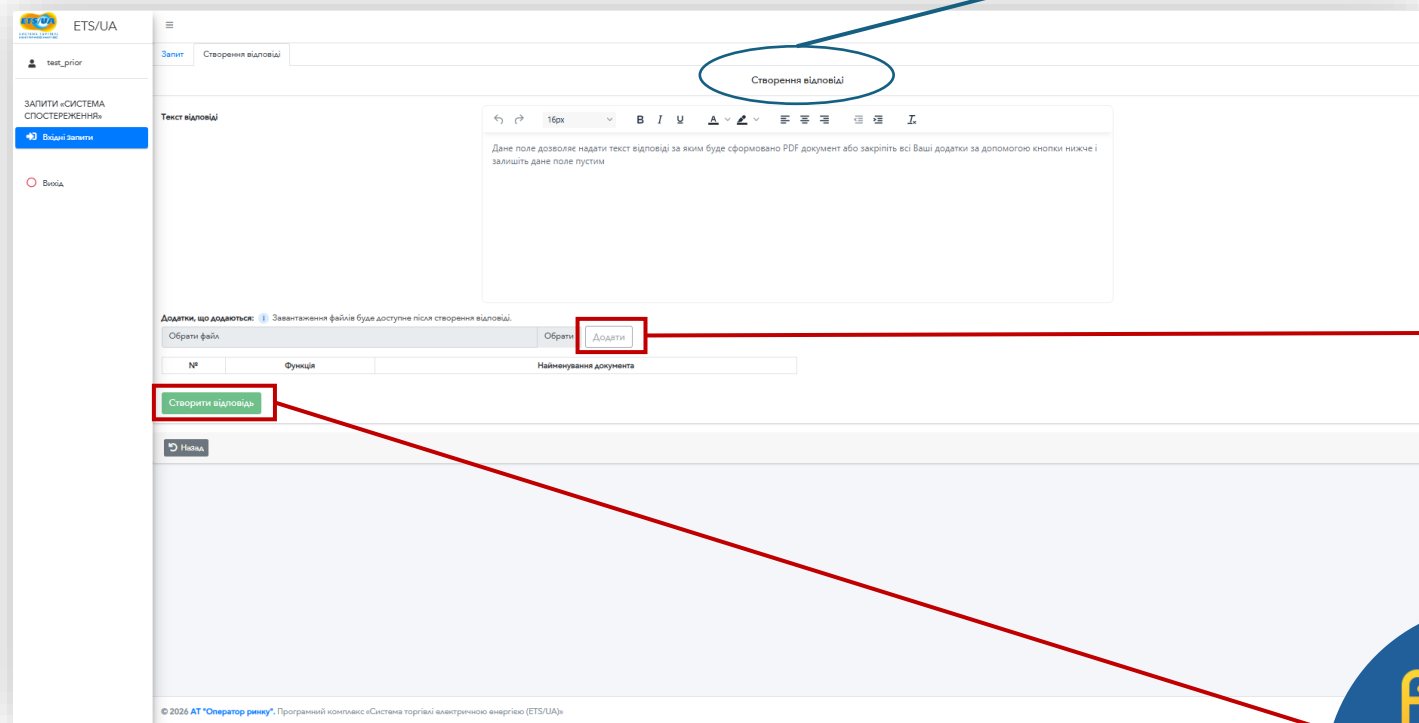 ETS/UA
ETS/UA
test_prior
ЗАПИТИ «СИСТЕМА
СПОСТЕРЕЖЕННЯ»
Вхідні Запити
Вихід
Запит
Створення відповіді
Створення відповіді
Текст відповіді
16px
B I U A
Дане поле дозволяє надати текст відповіді за яким буде сформовано PDF документ або закріпіть всі Ваші додатки за допомогою кнопки нижче і
залишіть дане поле пустим
Додатки, що додаються: i Завантаження файлів буде доступне після створення відповіді.
Обрати файл Обрати Додати
№ Функція Найменування документа
Створити відповідь
Назад
© 2026 АТ "Оператор ринку". Програмний комплекс «Система торгівлі електричною енергією (ETS/UA)»